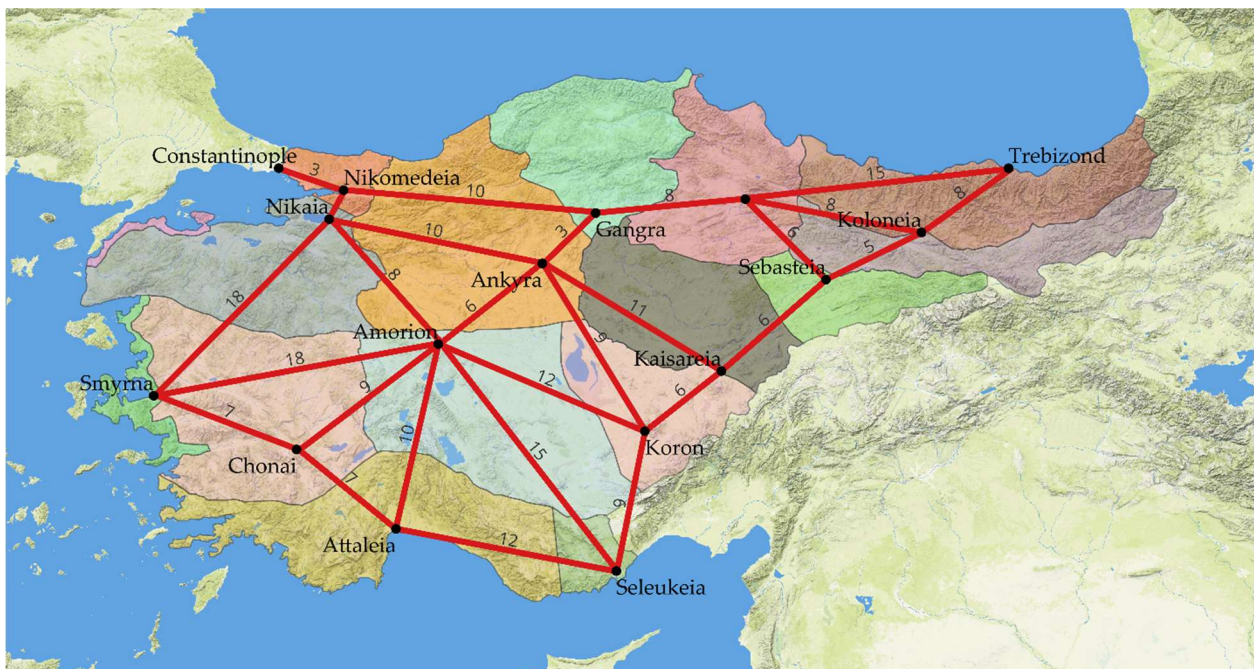 Constantinople
3
Nikomedeia
10
8
15
Trebizond
Nikaia
10
Gangra
3
8
Koloneia
8
6
5
Ankyra
Sebasteia
8
18
6
11
6
Amorion
9
Kaisareia
18
12
6
Smyrna
9
7
10
15
Koron
Chonai
7
9
Attaleia
12
Seleukeia